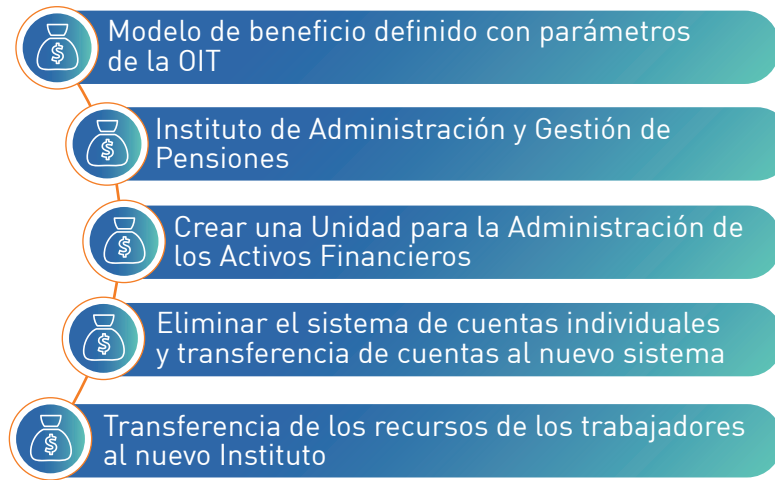 Modelo de beneficio definido con parámetros
de la OIT
Instituto de Administración y Gestión de
Pensiones
Crear una Unidad para la Administración de
los Activos Financieros
Eliminar el sistema de cuentas individuales
y transferencia de cuentas al nuevo sistema
Transferencia de los recursos de los trabajadores
al nuevo Instituto
$
$
$
$
$